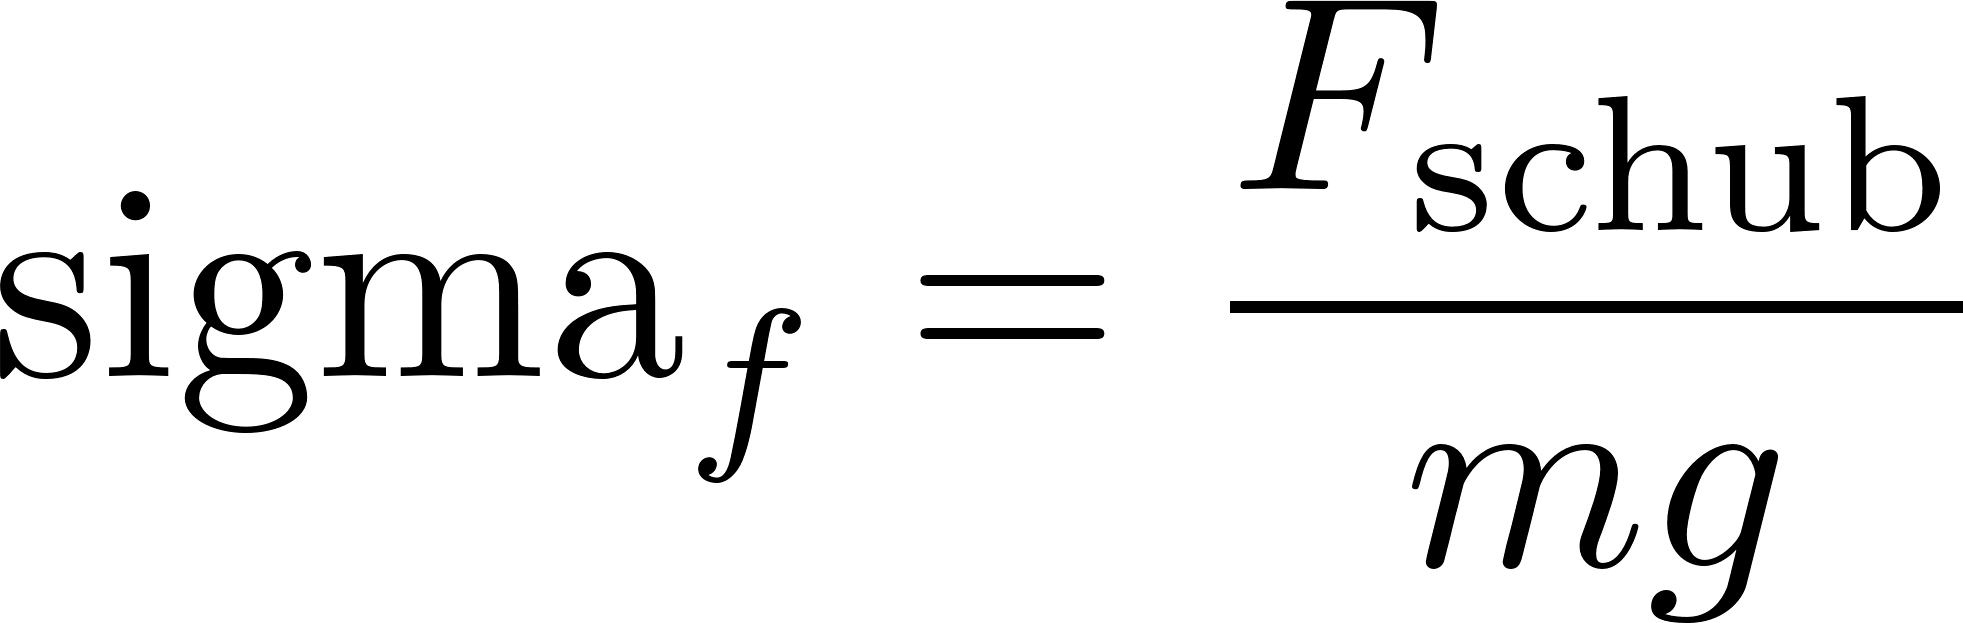 sigma_f = F_schub / mg